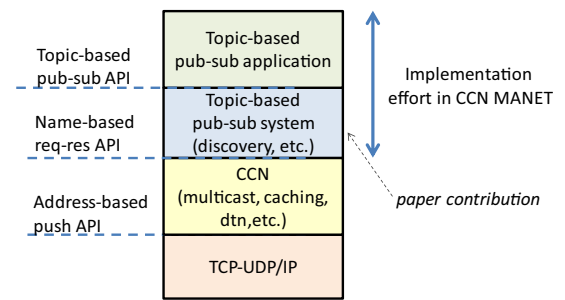 Topic-based
pub-sub API
Name-based
req-res API
Address-based
push API
Topic-based
pub-sub application
Topic-based
pub-sub system
(discovery, etc.)
CCN
(multicast, caching,
dtn,etc.)
TCP-UDP/IP
Implementation
effort in CCN MANET
paper contribution